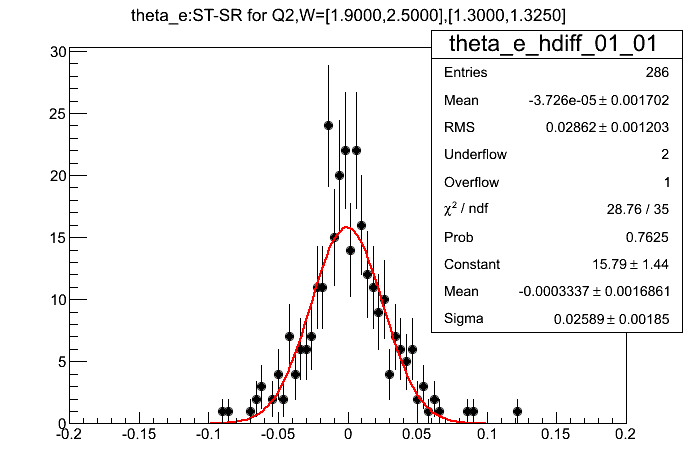 theta_e:ST-SR for Q2,W=[1.9000,2.5000],[1.3000,1.3250]
theta_e_hdiff_01_01
Entries 286
Mean -3.726e-05 ± 0.001702
RMS 0.02862 ± 0.001203
Underflow 2
Overflow 1
χ² / ndf 28.76 / 35
Prob 0.7625
Constant 15.79 ± 1.44
Mean -0.0003337 ± 0.0016861
Sigma 0.02589 ± 0.00185
30
25
20
15
10
5
0
-0.2 -0.15 -0.1 -0.05 0 0.05 0.1 0.15 0.2